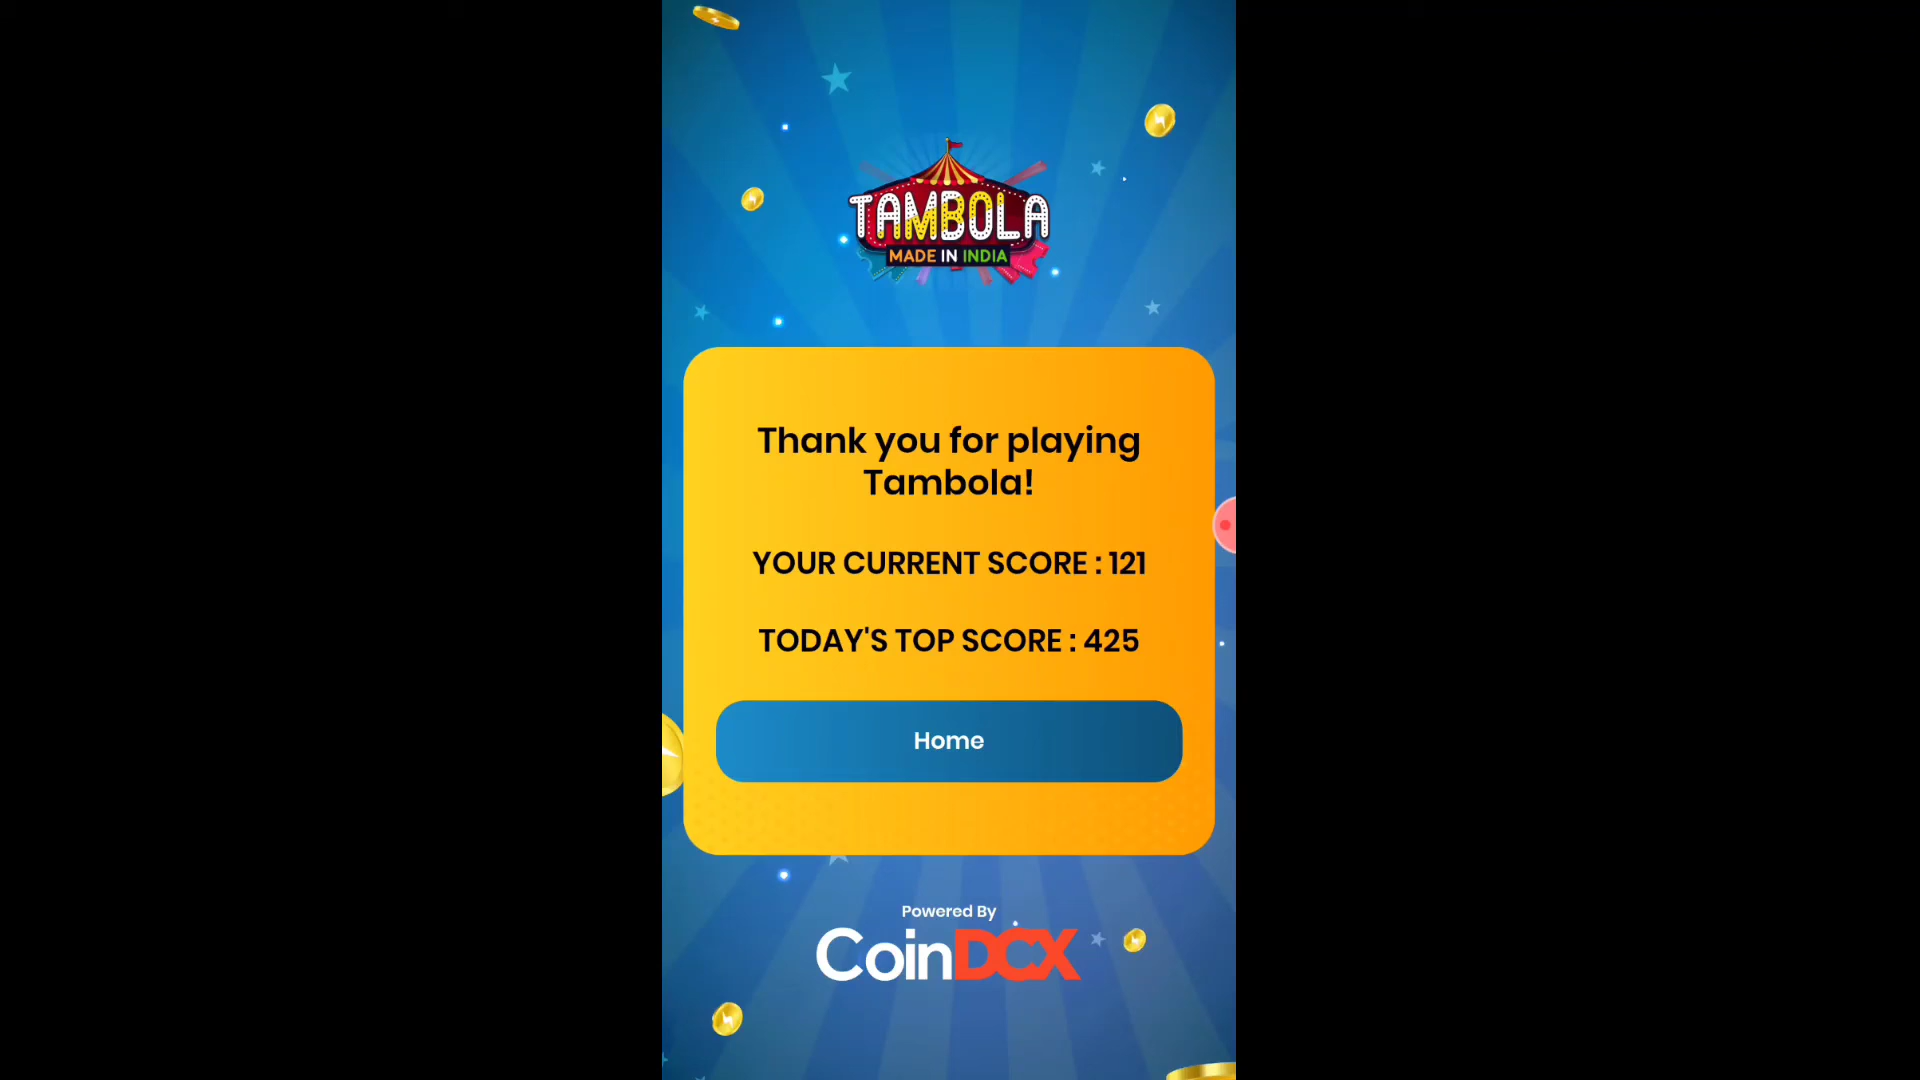 TAMBOLA
MADE IN INDIA
Thank you for playing
Tambola!
YOUR CURRENT SCORE : 121
TODAY'S TOP SCORE : 425
Home
Powered By
CoinDCX